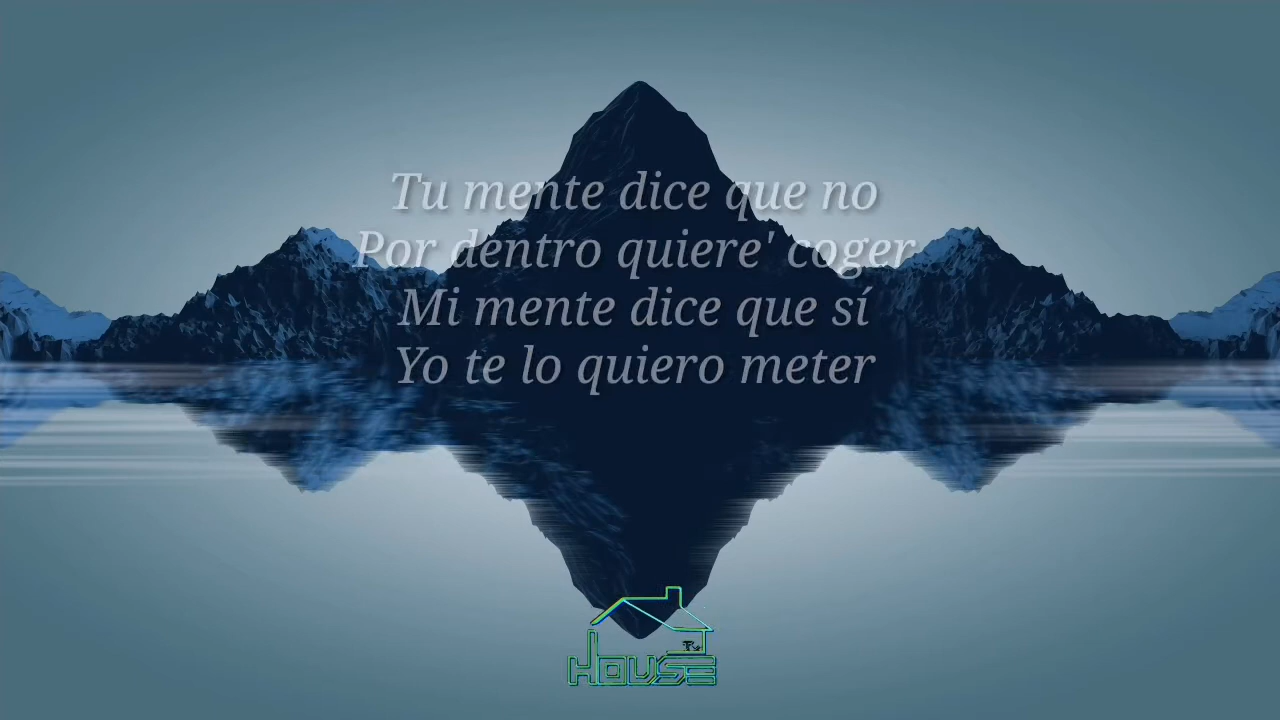 Tu mente dice que no
Por dentro quiere' coger
Mi mente dice que sí
Yo te lo quiero meter
Tv
HOUSE